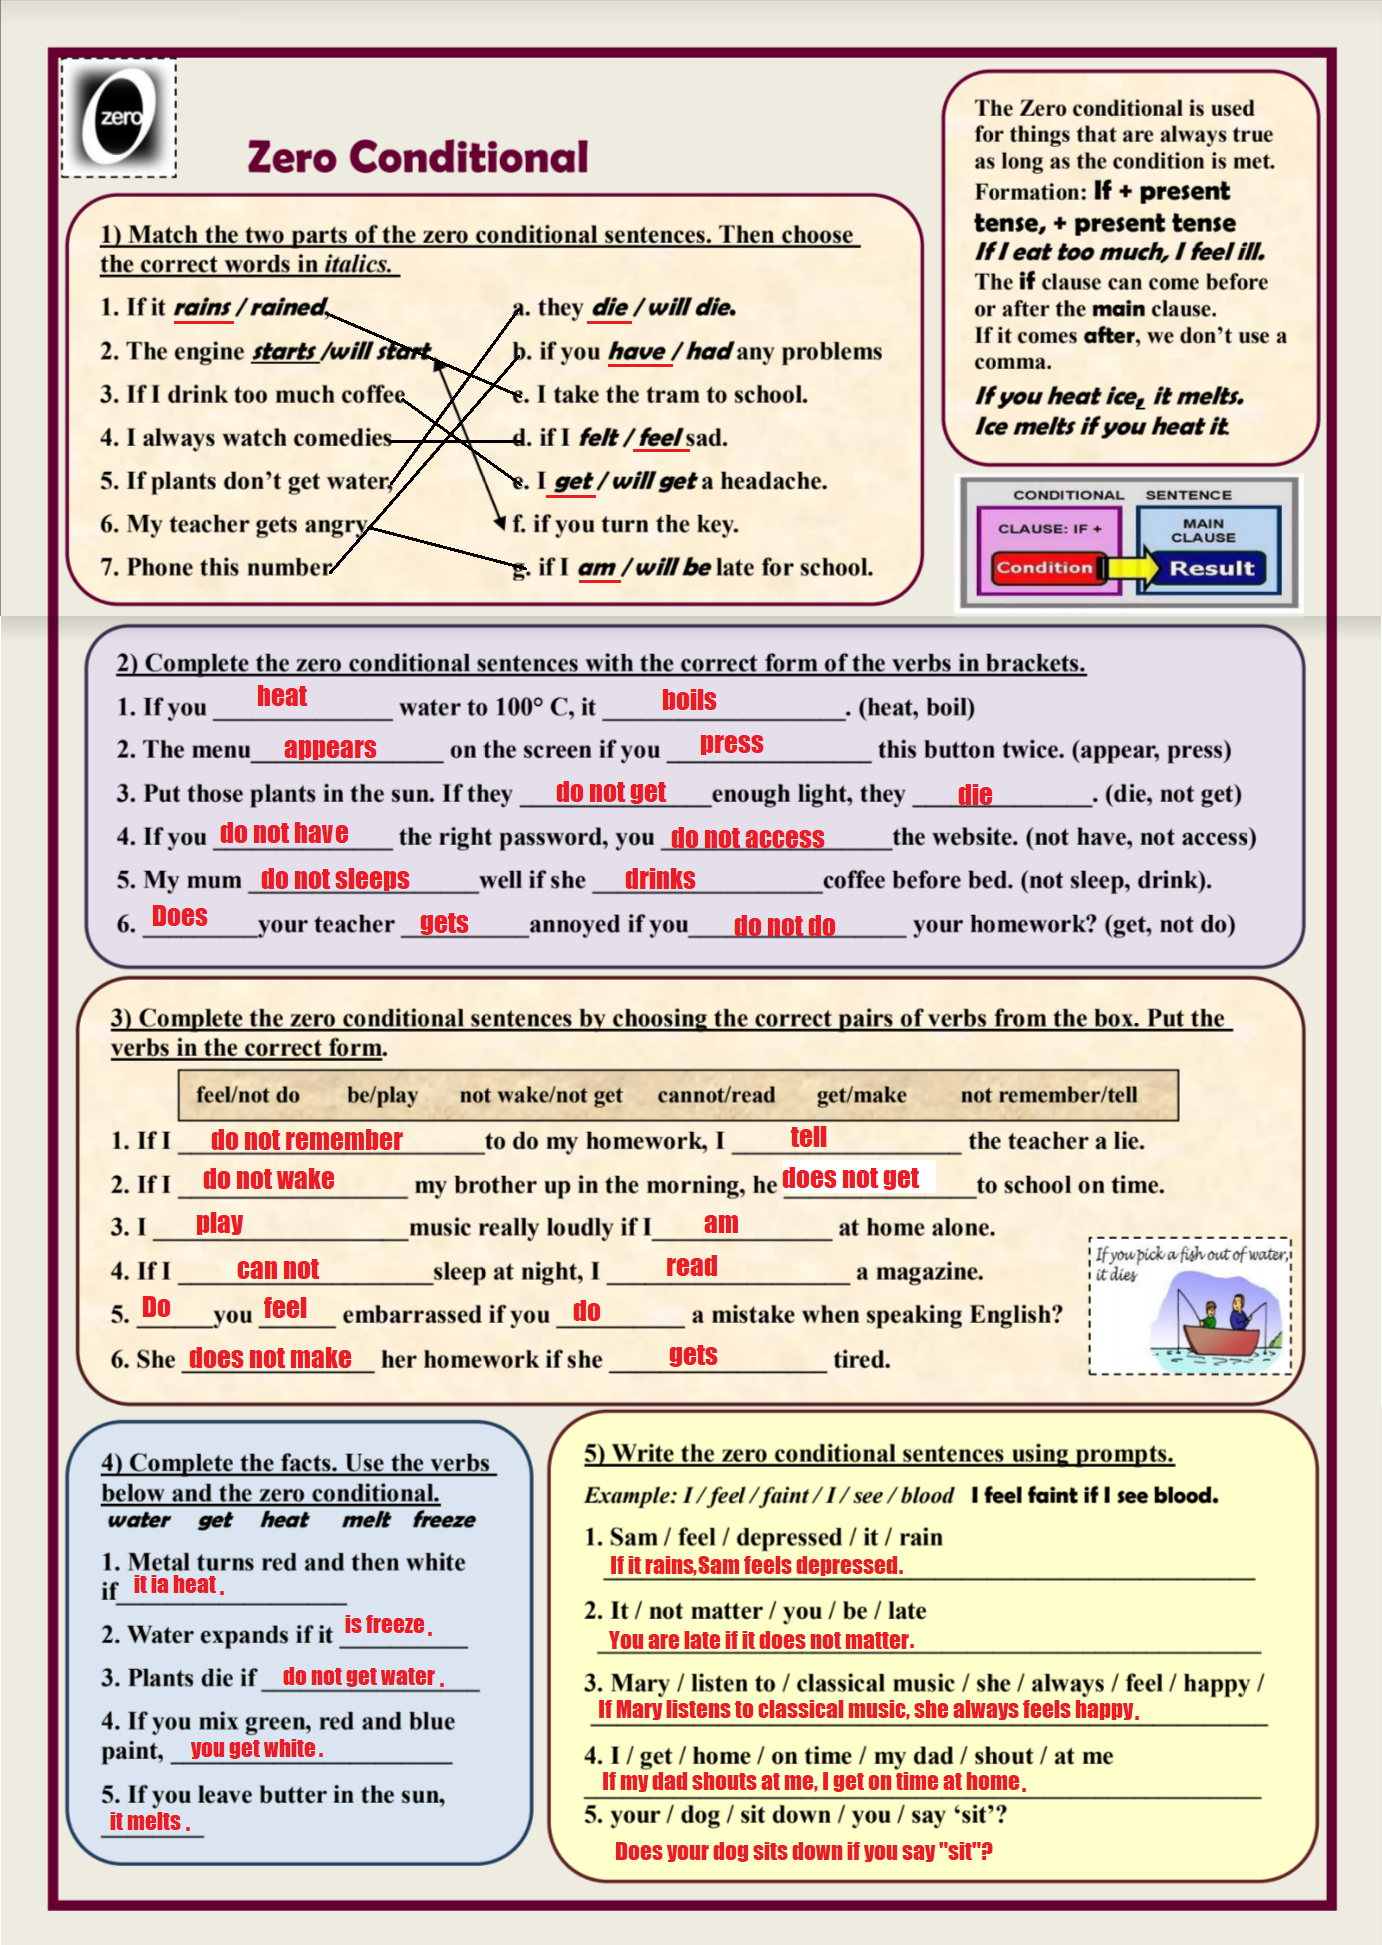 zero
Zero Conditional
The Zero conditional is used
for things that are always true
as long as the condition is met.
Formation: If + present
tense, + present tense
If I eat too much, I feel ill.
The if clause can come before
or after the main clause.
If it comes after, we don't use a
comma.
If you heat ice, it melts.
Ice melts if you heat it.
CONDITIONAL SENTENCE
CLAUSE: IF +
MAIN
CLAUSE
Condition
Result
1) Match the two parts of the zero conditional sentences. Then choose
the correct words in italics.
1. If it rains / rained,
2. The engine starts /will start
3. If I drink too much coffee
4. I always watch comedies
5. If plants don't get water,
6. My teacher gets angry
7. Phone this number
a. they die / will die.
b. if you have / had any problems
c. I take the tram to school.
d. if I felt / feel sad.
e. I get / will get a headache.
f. if you turn the key.
g. if I am / will be late for school.
2) Complete the zero conditional sentences with the correct form of the verbs in brackets.
1. If you heat water to 100° C, it boils. (heat, boil)
2. The menu appears on the screen if you press this button twice. (appear, press)
3. Put those plants in the sun. If they do not get enough light, they die. (die, not get)
4. If you do not have the right password, you do not access the website. (not have, not access)
5. My mum do not sleeps well if she drinks coffee before bed. (not sleep, drink).
6. Does your teacher gets annoyed if you do not do your homework? (get, not do)
3) Complete the zero conditional sentences by choosing the correct pairs of verbs from the box. Put the
verbs in the correct form.
feel/not do be/play not wake/not get cannot/read get/make not remember/tell
1. If I do not remember to do my homework, I tell the teacher a lie.
2. If I do not wake my brother up in the morning, he does not get to school on time.
3. I play music really loudly if I am at home alone.
4. If I can not sleep at night, I read a magazine.
5. Do you feel embarrassed if you do a mistake when speaking English?
6. She does not make her homework if she gets tired.
If you pick a fish out of water,
it dies
4) Complete the facts. Use the verbs
below and the zero conditional.
water get heat melt freeze
1. Metal turns red and then white
if it ia heat .
2. Water expands if it is freeze .
3. Plants die if do not get water .
4. If you mix green, red and blue
paint, you get white .
5. If you leave butter in the sun,
it melts .
5) Write the zero conditional sentences using prompts.
Example: I / feel / faint / I / see / blood I feel faint if I see blood.
1. Sam / feel / depressed / it / rain
If it rains,Sam feels depressed.
2. It / not matter / you / be / late
You are late if it does not matter.
3. Mary / listen to / classical music / she / always / feel / happy /
If Mary listens to classical music, she always feels happy.
4. I / get / home / on time / my dad / shout / at me
If my dad shouts at me, I get on time at home.
5. your / dog / sit down / you / say ‘sit’?
Does your dog sits down if you say "sit"?